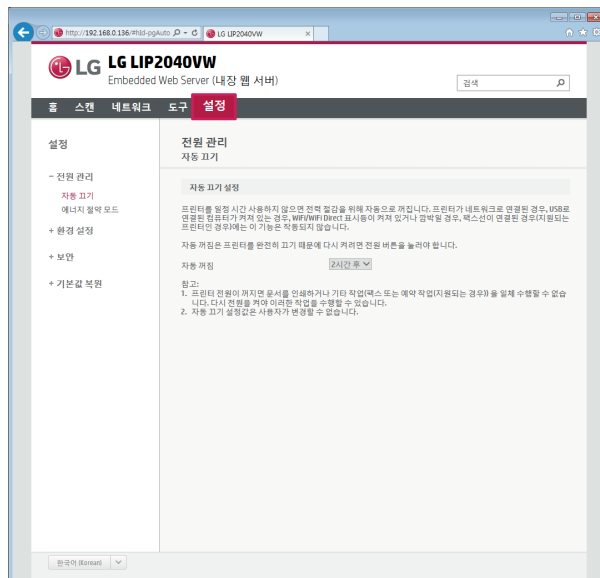 http://192.168.0.136/#hId-pgAuto
LG LIP2040VW
LG
LG LIP2040VW
Embedded Web Server (내장 웹 서버)
검색
홈 스캔 네트워크 도구 설정
설정
- 전원 관리
자동 끄기
에너지 절약 모드
+ 환경 설정
+ 보안
+ 기본값 복원
전원 관리
자동 끄기
자동 끄기 설정
프린터를 일정 시간 사용하지 않으면 전력 절감을 위해 자동으로 꺼집니다. 프린터가 네트워크로 연결된 경우, USB로
연결된 컴퓨터가 켜져 있는 경우, WiFi/WiFi Direct 표시등이 켜져 있거나 깜박일 경우, 팩스선이 연결된 경우(지원되는
프린터인 경우)에는 이 기능은 작동되지 않습니다.
자동 꺼짐은 프린터를 완전히 끄기 때문에 다시 켜려면 전원 버튼을 눌러야 합니다.
자동 꺼짐 2시간 후
참고:
1. 프린터 전원이 꺼지면 문서를 인쇄하거나 기타 작업(팩스 또는 예약 작업(지원되는 경우)) 을 일체 수행할 수 없습
니다. 다시 전원을 켜야 이러한 작업을 수행할 수 있습니다.
2. 자동 끄기 설정값은 사용자가 변경할 수 없습니다.
한국어 (Korean)